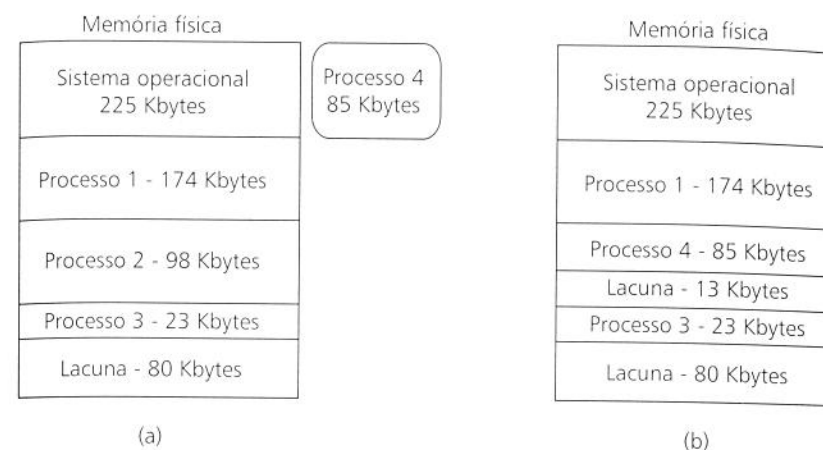 Memória física
Sistema operacional
225 Kbytes
Processo 1 - 174 Kbytes
Processo 2 - 98 Kbytes
Processo 3 - 23 Kbytes
Lacuna - 80 Kbytes
(a)
Processo 4
85 Kbytes
Memória física
Sistema operacional
225 Kbytes
Processo 1 - 174 Kbytes
Processo 4 - 85 Kbytes
Lacuna - 13 Kbytes
Processo 3 - 23 Kbytes
Lacuna - 80 Kbytes
(b)